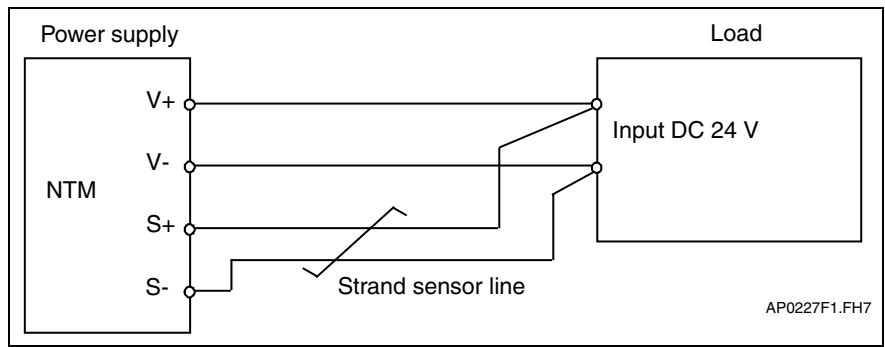 Power supply
Load
V+
Input DC 24 V
V-
NTM
S+
S-
Strand sensor line
AP0227F1.FH7